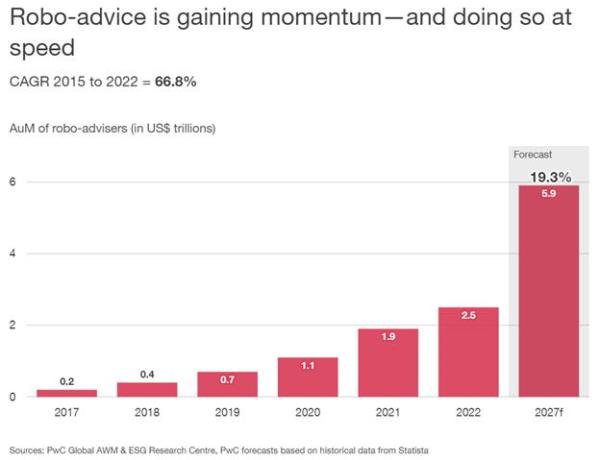 Robo-advice is gaining momentum—and doing so at
speed
CAGR 2015 to 2022 = 66.8%
AuM of robo-advisers (in US$ trillions)
Forecast
19.3%
6
5.9
4
2
2.5
1.9
1.1
0.7
0.4
0.2
0
2017 2018 2019 2020 2021 2022 2027f
Sources: PwC Global AWM & ESG Research Centre, PwC forecasts based on historical data from Statista